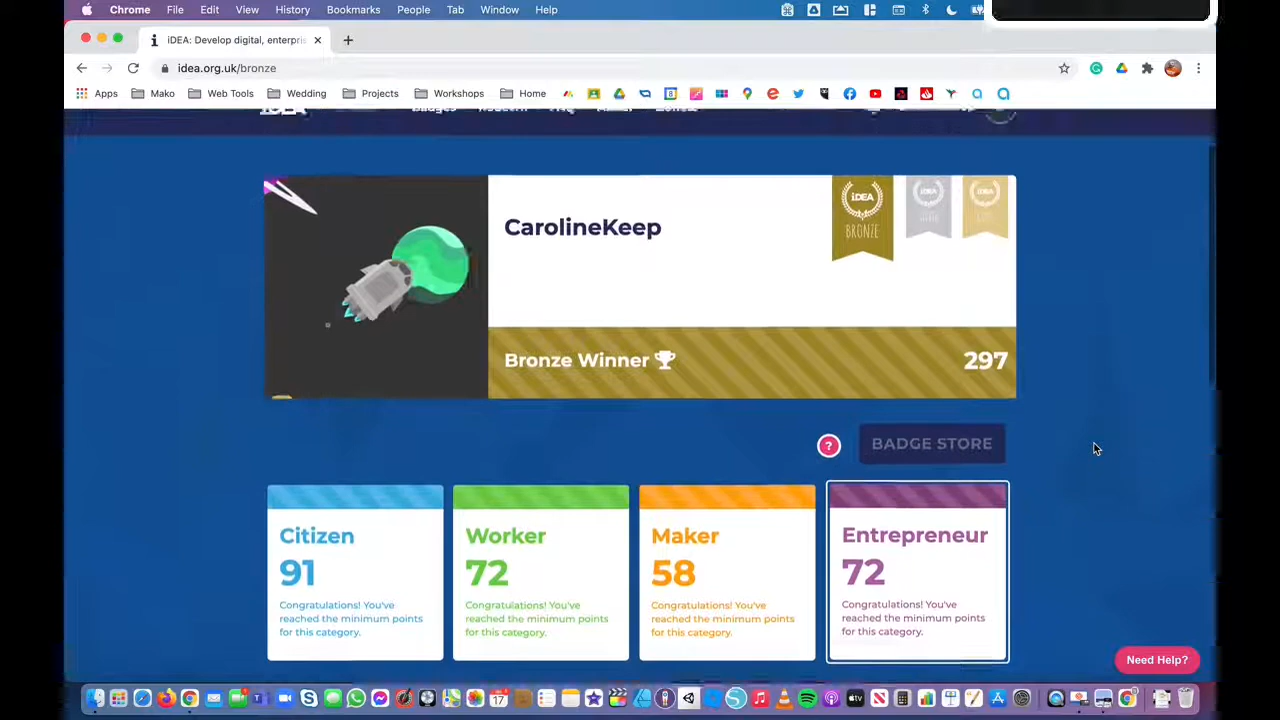 Chrome File Edit View History Bookmarks People Tab Window Help
iDEA: Develop digital, enterpris
idea.org.uk/bronze
Apps Mako Web Tools Wedding Projects Workshops Home
CarolineKeep
iDEA
BRONZE
Bronze Winner 297
? BADGE STORE
Citizen
91
Congratulations! You've
reached the minimum points
for this category.
Worker
72
Congratulations! You've
reached the minimum points
for this category.
Maker
58
Congratulations! You've
reached the minimum points
for this category.
Entrepreneur
72
Congratulations! You've
reached the minimum points
for this category.
Need Help?